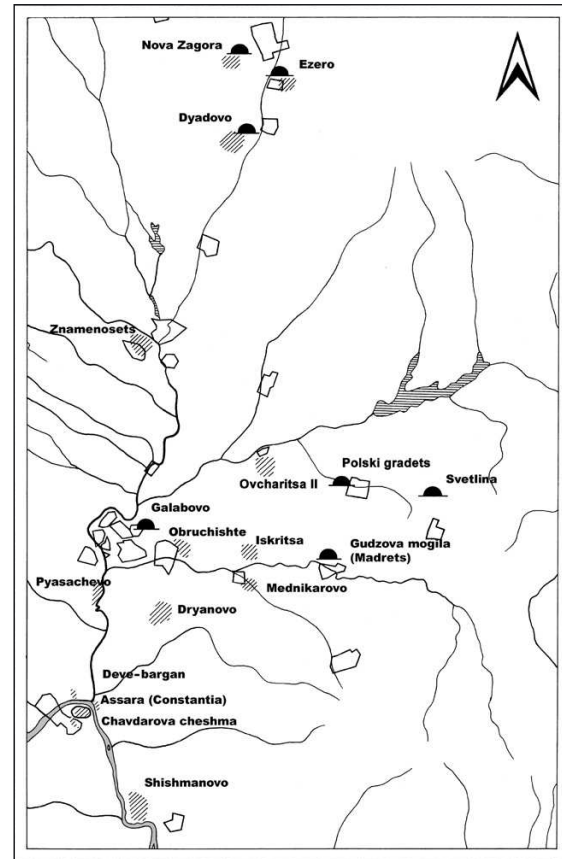 Nova Zagora
Ezero
Dyadovo
Znamenosets
Ovcharitsa II
Polski gradets
Svetlina
Galabovo
Obruchishte
Iskritsa
Gudzova mogila
(Madrets)
Pyasachevo
Mednikarovo
Dryanovo
Deve-bargan
Assara (Constantia)
Chavdarova cheshma
Shishmanovo